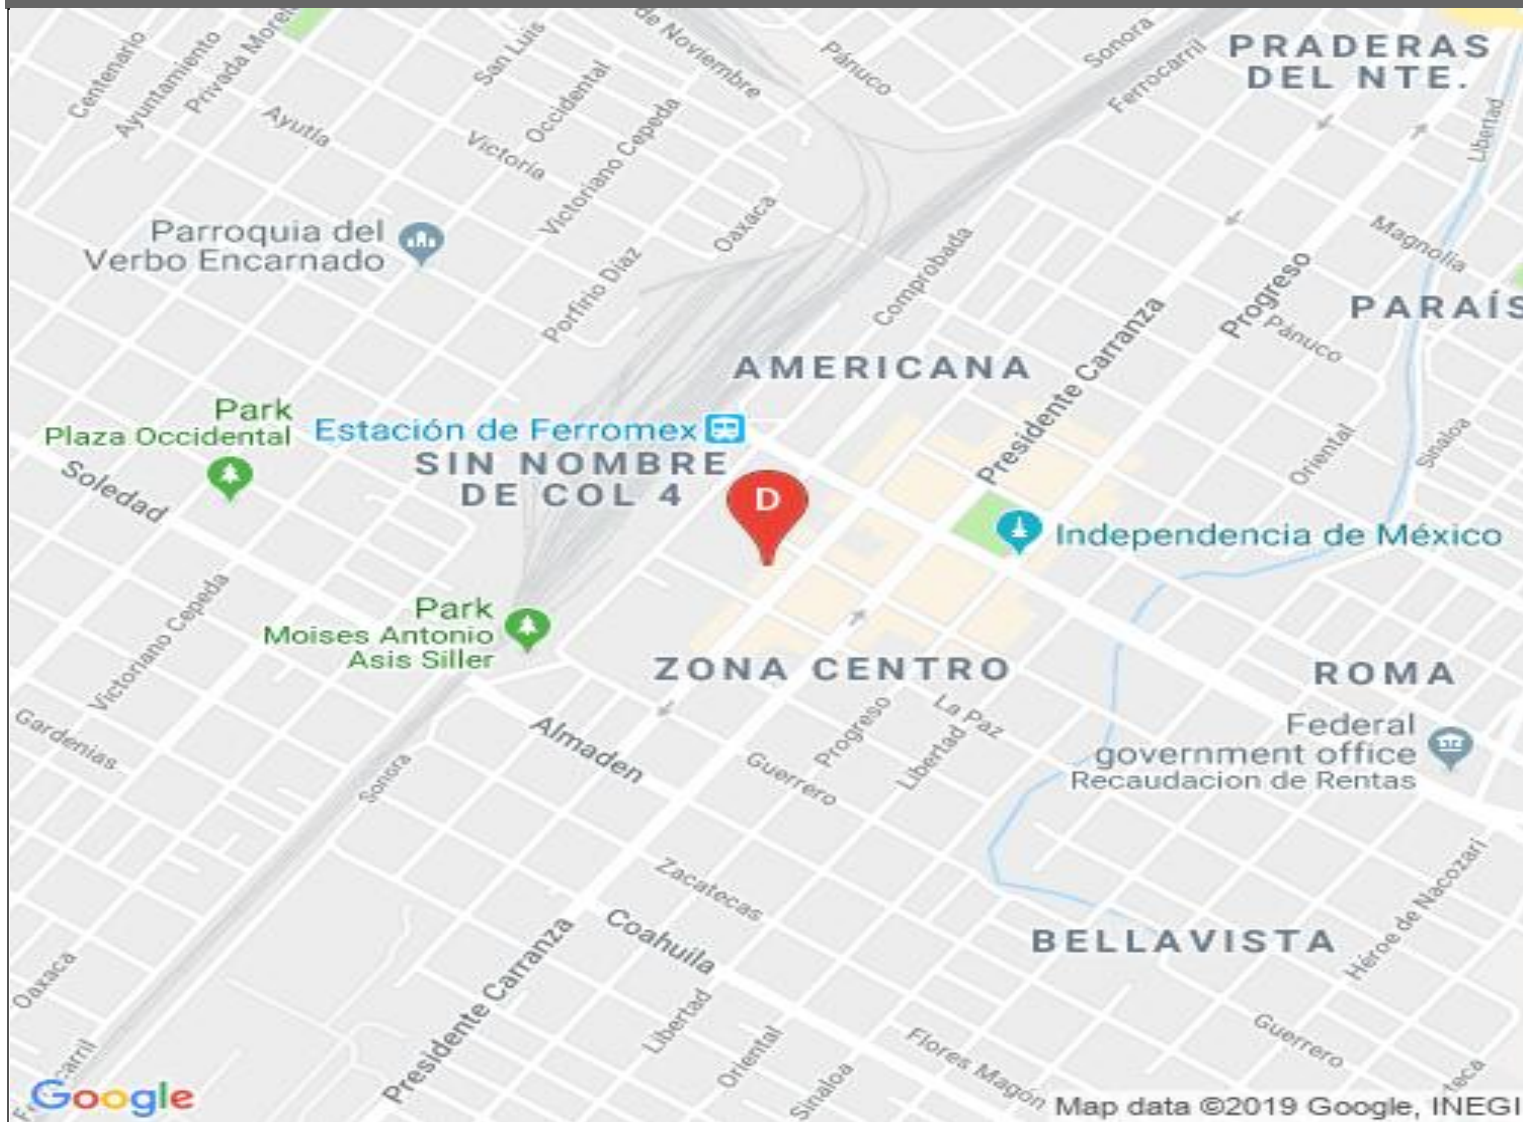 Centenario
Ayuntamiento
Privada More
San Luis
Occidental
de Noviembre
Pánuco
Sonora
Ferrocarril
PRADERAS
DEL NTE.
Libertad
Ayutla
Victoria
Victoriano Cepeda
Oaxaca
Parroquia del
Verbo Encarnado
Porfirio Díaz
Comprobada
Magnolia
Progreso
Pánuco
PARAÍS
AMERICANA
Presidente Carranza
Park
Plaza Occidental
Estación de Ferromex
SIN NOMBRE
DE COL 4
Soledad
D
Oriental
Sinaloa
Independencia de México
Park
Moises Antonio
Asis Siller
Victoriano Cepeda
Gardenias
ZONA CENTRO
ROMA
Almaden
Sonora
Guerrero
Progreso
La Paz
Libertad
Federal
government office
Recaudacion de Rentas
Zacatecas
Coahuila
BELLAVISTA
Héroe de Nacozari
Oaxaca
Presidente Carranza
Libertad
Oriental
Sinaloa
Flores Magón
Guerrero
teca
carril
Google
Map data ©2019 Google, INEGI